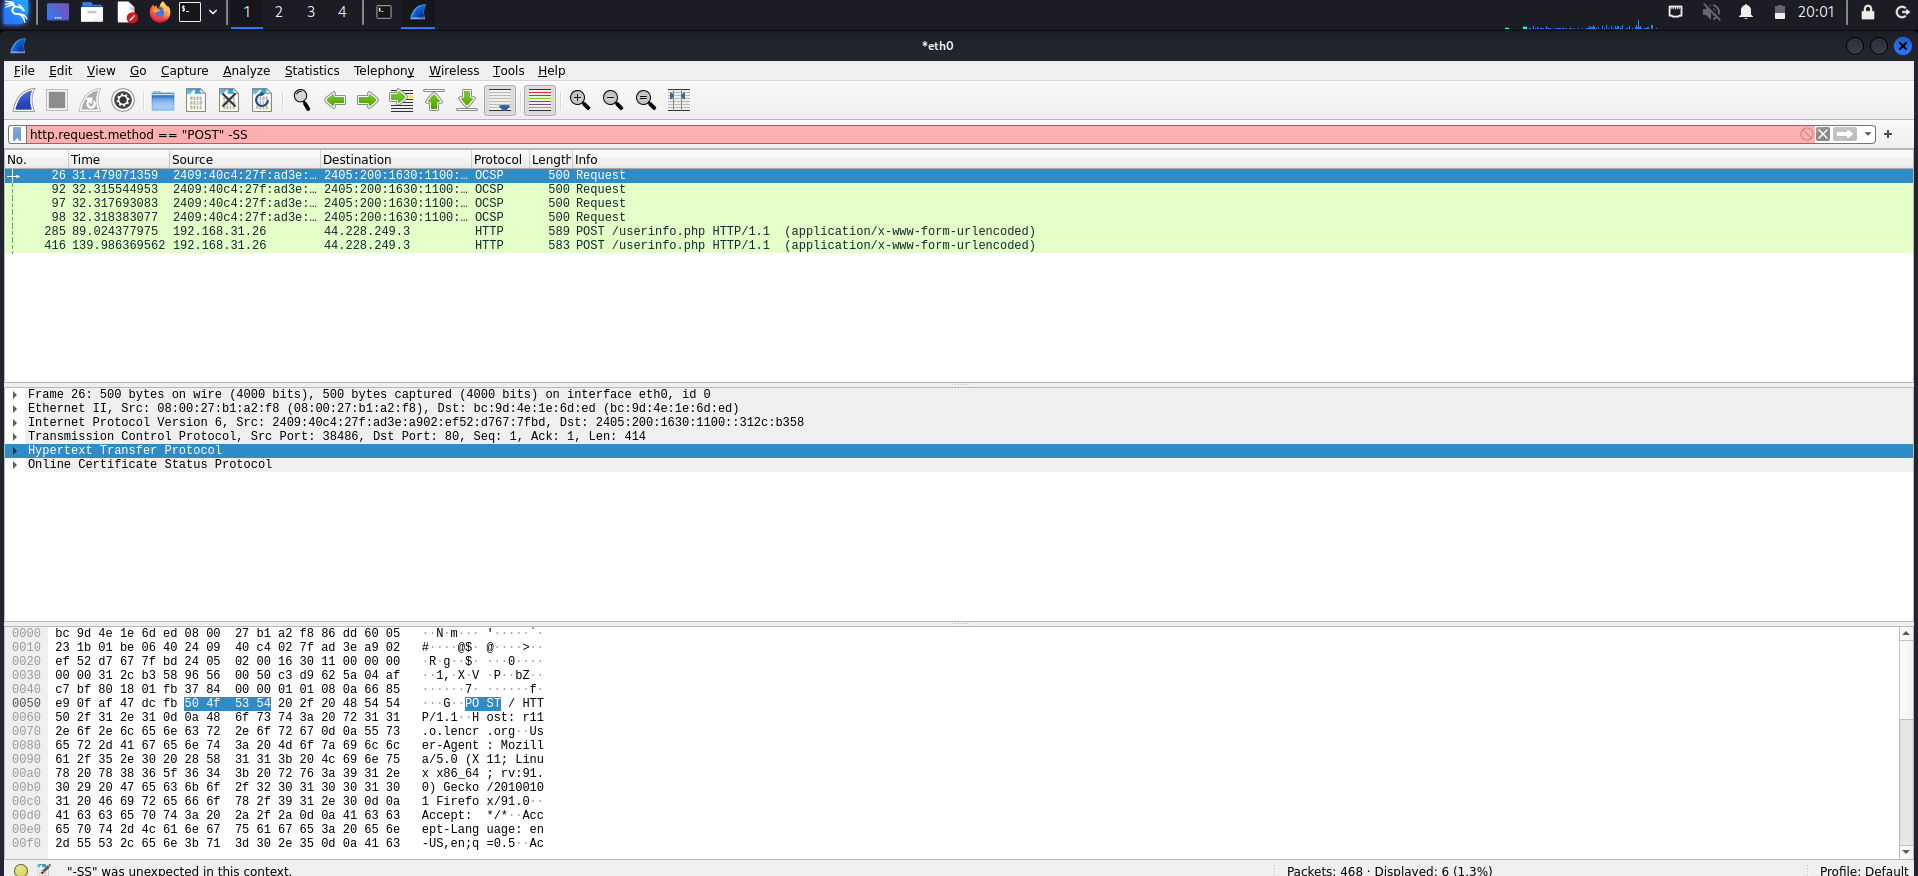 1 2 3 4 20:01
*eth0
File Edit View Go Capture Analyze Statistics Telephony Wireless Tools Help
http.request.method == "POST" -SS
No. Time Source Destination Protocol Length Info
26 31.479071359 2409:40c4:27f:ad3e:… 2405:200:1630:1100:… OCSP 500 Request
92 32.315544953 2409:40c4:27f:ad3e:… 2405:200:1630:1100:… OCSP 500 Request
97 32.317693083 2409:40c4:27f:ad3e:… 2405:200:1630:1100:… OCSP 500 Request
98 32.318383077 2409:40c4:27f:ad3e:… 2405:200:1630:1100:… OCSP 500 Request
285 89.024377975 192.168.31.26 44.228.249.3 HTTP 589 POST /userinfo.php HTTP/1.1 (application/x-www-form-urlencoded)
416 139.986369562 192.168.31.26 44.228.249.3 HTTP 583 POST /userinfo.php HTTP/1.1 (application/x-www-form-urlencoded)
Frame 26: 500 bytes on wire (4000 bits), 500 bytes captured (4000 bits) on interface eth0, id 0
Ethernet II, Src: 08:00:27:b1:a2:f8 (08:00:27:b1:a2:f8), Dst: bc:9d:4e:1e:6d:ed (bc:9d:4e:1e:6d:ed)
Internet Protocol Version 6, Src: 2409:40c4:27f:ad3e:a902:ef52:d767:7fbd, Dst: 2405:200:1630:1100::312c:b358
Transmission Control Protocol, Src Port: 38486, Dst Port: 80, Seq: 1, Ack: 1, Len: 414
Hypertext Transfer Protocol
Online Certificate Status Protocol
0000 bc 9d 4e 1e 6d ed 08 00 27 b1 a2 f8 86 dd 60 05 ··N·m··· '·····`·
0010 23 1b 01 be 06 40 24 09 40 c4 02 7f ad 3e a9 02 #····@$· @····>··
0020 ef 52 d7 67 7f bd 24 05 02 00 16 30 11 00 00 00 ·R·g··$· ···0····
0030 00 00 31 2c b3 58 96 56 00 50 c3 d9 62 5a 04 af ··1,·X·V ·P··bZ··
0040 c7 bf 80 18 01 fb 37 84 00 00 01 01 08 0a 66 85 ······7· ······f·
0050 e9 0f af 47 dc fb 50 4f 53 54 20 2f 20 48 54 54 ···G··PO ST / HTT
0060 50 2f 31 2e 31 0d 0a 48 6f 73 74 3a 20 72 31 31 P/1.1··H ost: r11
0070 2e 6f 2e 6c 65 6e 63 72 2e 6f 72 67 0d 0a 55 73 .o.lencr .org··Us
0080 65 72 2d 41 67 65 6e 74 3a 20 4d 6f 7a 69 6c 6c er-Agent : Mozill
0090 61 2f 35 2e 30 20 28 58 31 31 3b 20 4c 69 6e 75 a/5.0 (X 11; Linu
00a0 78 20 78 38 36 5f 36 34 3b 20 72 76 3a 39 31 2e x x86_64 ; rv:91.
00b0 30 29 20 47 65 63 6b 6f 2f 32 30 31 30 30 31 30 0) Gecko /2010010
00c0 31 20 46 69 72 65 66 6f 78 2f 39 31 2e 30 0d 0a 1 Firefo x/91.0··
00d0 41 63 63 65 70 74 3a 20 2a 2f 2a 0d 0a 41 63 63 Accept: */*··Acc
00e0 65 70 74 2d 4c 61 6e 67 75 61 67 65 3a 20 65 6e ept-Lang uage: en
00f0 2d 55 53 2c 65 6e 3b 71 3d 30 2e 35 0d 0a 41 63 -US,en;q =0.5··Ac
"-SS" was unexpected in this context. Packets: 468 · Displayed: 6 (1.3%) Profile: Default